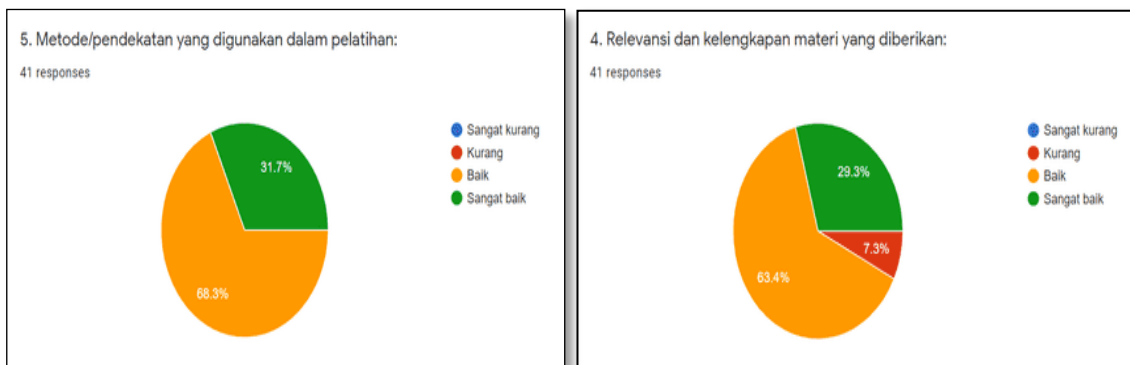 5. Metode/pendekatan yang digunakan dalam pelatihan:
41 responses
Sangat kurang
Kurang
Baik
Sangat baik
31.7%
68.3%
4. Relevansi dan kelengkapan materi yang diberikan:
41 responses
Sangat kurang
Kurang
Baik
Sangat baik
29.3%
7.3%
63.4%